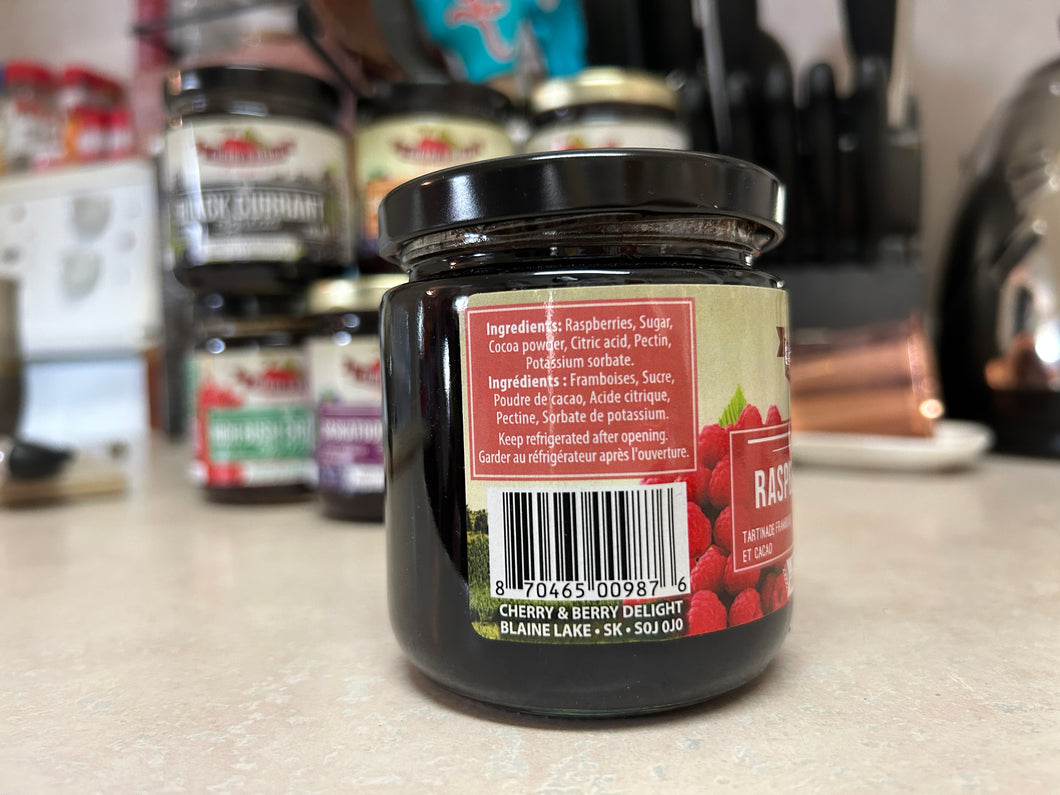 BLACK CURRANT
Ingredients: Raspberries, Sugar,
Cocoa powder, Citric acid, Pectin,
Potassium sorbate.
Ingrédients : Framboises, Sucre,
Poudre de cacao, Acide citrique,
Pectine, Sorbate de potassium.
Keep refrigerated after opening.
Garder au réfrigérateur après l'ouverture.
RASP
TARTINADE
ET CACAO
8 70465 00987 6
CHERRY & BERRY DELIGHT
BLAINE LAKE • SK • S0J 0J0